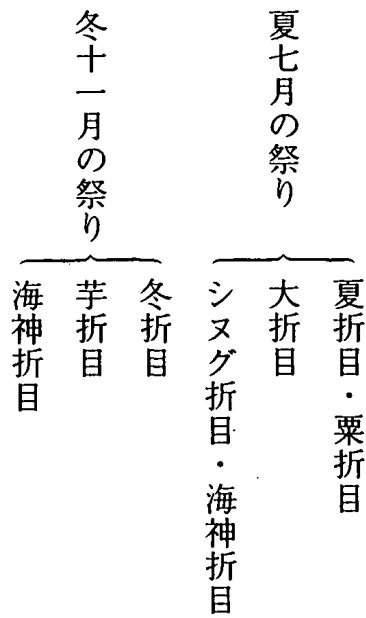 夏七月の祭り
夏折目・粟折目
大折目
シヌグ折目・海神折目
冬十一月の祭り
冬折目
芋折目
海神折目